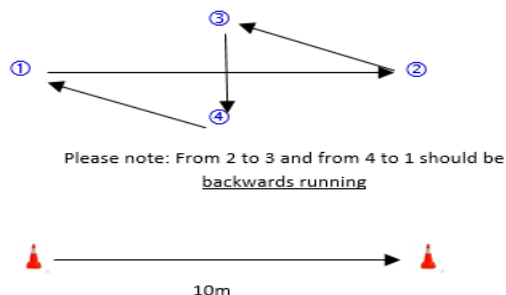 ③
① ②
④
Please note: From 2 to 3 and from 4 to 1 should be
backwards running
10m